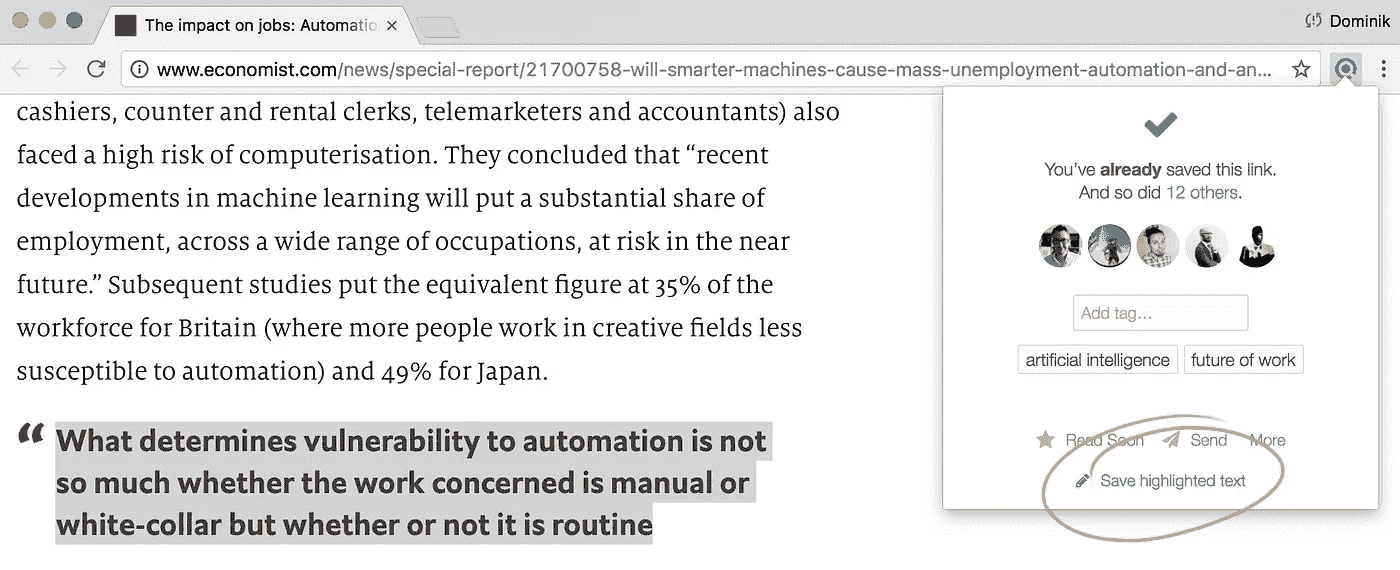 The impact on jobs: Automatio
Dominik
www.economist.com/news/special-report/21700758-will-smarter-machines-cause-mass-unemployment-automation-and-an...
cashiers, counter and rental clerks, telemarketers and accountants) also
faced a high risk of computerisation. They concluded that “recent
developments in machine learning will put a substantial share of
employment, across a wide range of occupations, at risk in the near
future.” Subsequent studies put the equivalent figure at 35% of the
workforce for Britain (where more people work in creative fields less
susceptible to automation) and 49% for Japan.
“ What determines vulnerability to automation is not
so much whether the work concerned is manual or
white-collar but whether or not it is routine
You’ve already saved this link.
And so did 12 others.
Add tag...
artificial intelligence future of work
Read Soon Send More
Save highlighted text